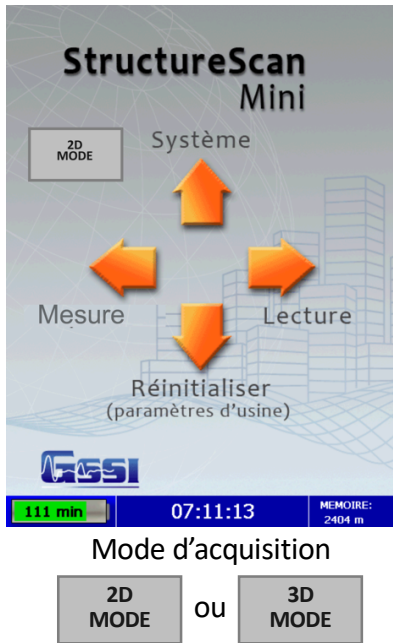 StructureScan
Mini
2D
MODE
Système
Mesure
Lecture
Réinitialiser
(paramètres d'usine)
GSSI
111 min
07:11:13
MEMOIRE:
2404 m
Mode d'acquisition
2D
MODE
ou
3D
MODE